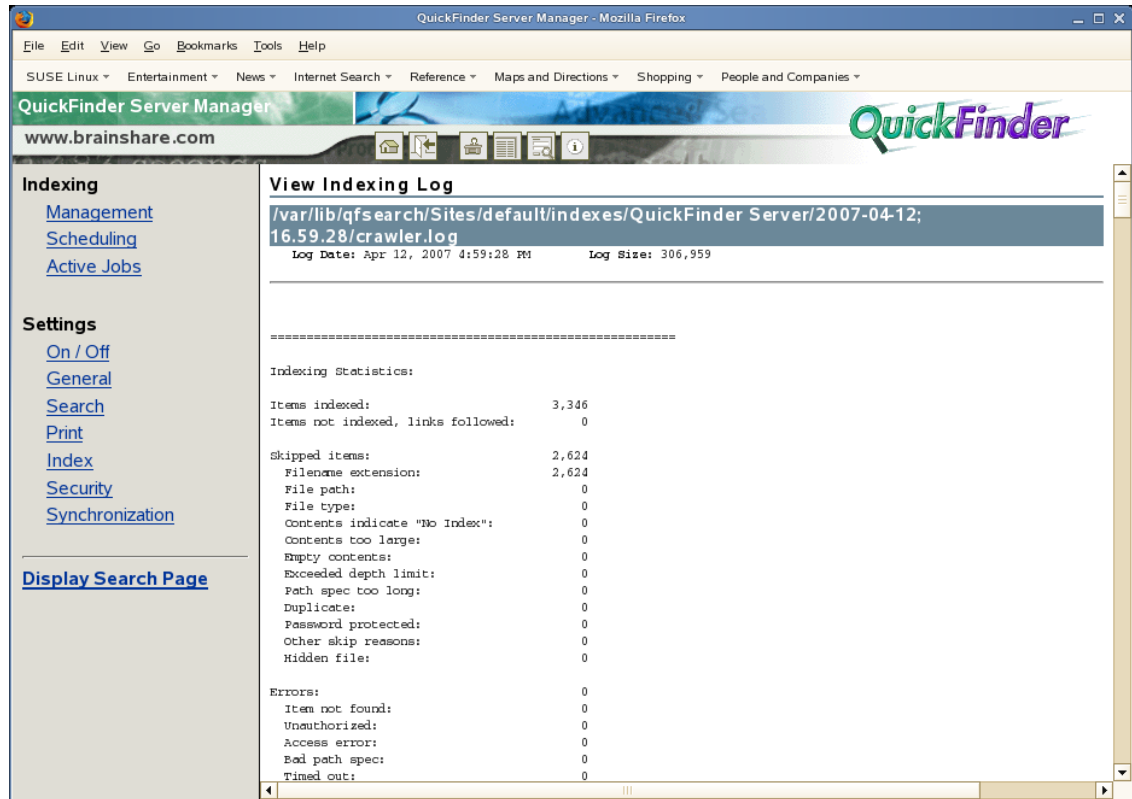 QuickFinder Server Manager - Mozilla Firefox
File Edit View Go Bookmarks Tools Help
SUSE Linux Entertainment News Internet Search Reference Maps and Directions Shopping People and Companies
QuickFinder Server Manager
Advanced Sea
QuickFinder
www.brainshare.com
Indexing
Management
Scheduling
Active Jobs
Settings
On / Off
General
Search
Print
Index
Security
Synchronization
Display Search Page
View Indexing Log
/var/lib/qfsearch/Sites/default/indexes/QuickFinder Server/2007-04-12;
16.59.28/crawler.log
Log Date: Apr 12, 2007 4:59:28 PM Log Size: 306,959
========================================================
Indexing Statistics:
Items indexed: 3,346
Items not indexed, links followed: 0
Skipped items: 2,624
Filename extension: 2,624
File path: 0
File type: 0
Contents indicate "No Index": 0
Contents too large: 0
Empty contents: 0
Exceeded depth limit: 0
Path spec too long: 0
Duplicate: 0
Password protected: 0
Other skip reasons: 0
Hidden file: 0
Errors: 0
Item not found: 0
Unauthorized: 0
Access error: 0
Bad path spec: 0
Timed out: 0